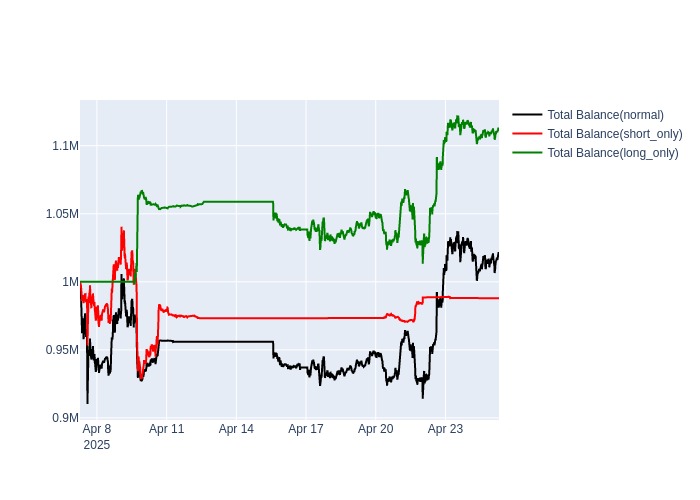 Total Balance(normal)
Total Balance(short_only)
Total Balance(long_only)
1.1M
1.05M
1M
0.95M
0.9M
Apr 8 Apr 11 Apr 14 Apr 17 Apr 20 Apr 23
2025